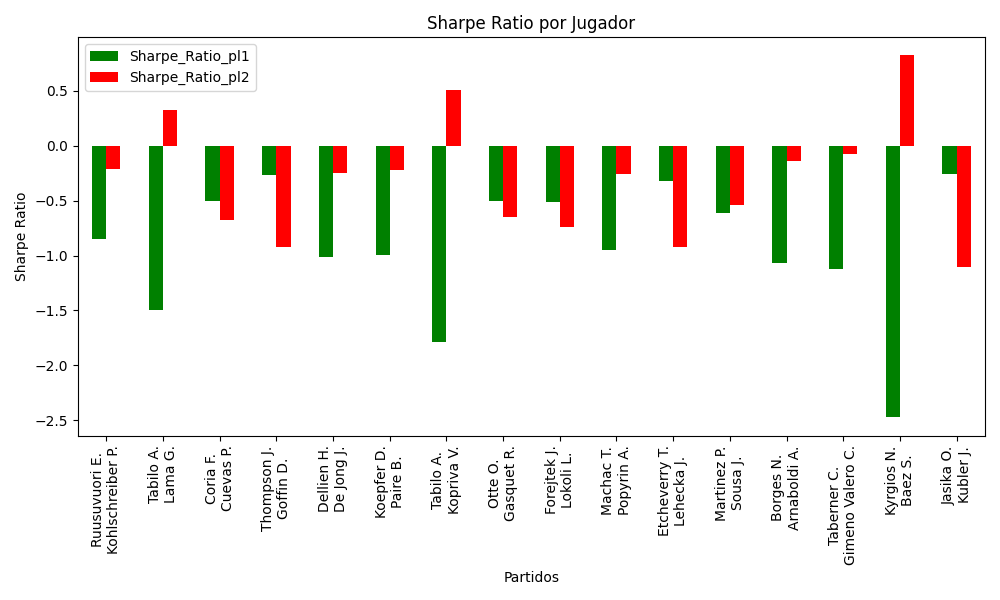 Sharpe Ratio por Jugador
Sharpe_Ratio_pl1
Sharpe_Ratio_pl2
Sharpe Ratio
0.5
0.0
−0.5
−1.0
−1.5
−2.0
−2.5
Ruusuvuori E.
Kohlschreiber P.
Tabilo A.
Lama G.
Coria F.
Cuevas P.
Thompson J.
Goffin D.
Dellien H.
De Jong J.
Koepfer D.
Paire B.
Tabilo A.
Kopriva V.
Otte O.
Gasquet R.
Forejtek J.
Lokoli L.
Machac T.
Popyrin A.
Etcheverry T.
Lehecka J.
Martinez P.
Sousa J.
Borges N.
Arnaboldi A.
Taberner C.
Gimeno Valero C.
Kyrgios N.
Baez S.
Jasika O.
Kubler J.
Partidos